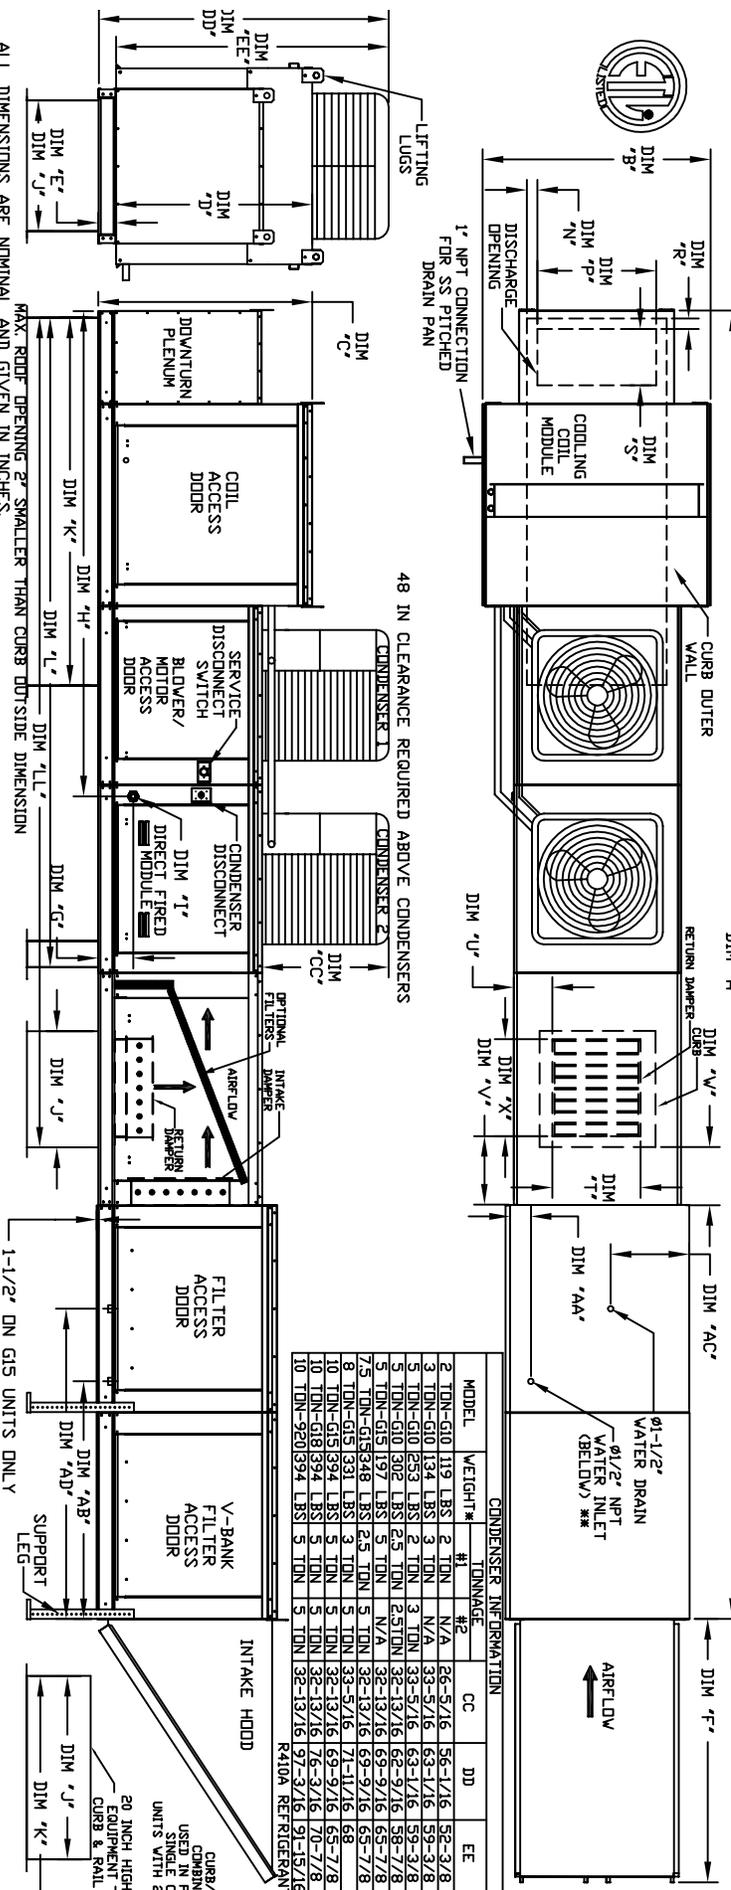 LISTED
DIM
"B"
DIM
"R"
DIM
"P"
DIM
"N"
DISCHARGE
OPENING
1" NPT CONNECTION
FOR SS PITCHED
DRAIN PAN
COOLING
COIL
MODULE
DIM
"S"
CURB OUTER
WALL
RETURN DAMPER
CURB
DIM "W"
DIM "U"
DIM "X"
DIM "V"
DIM
"T"
DIM "AA"
DIM "AC"
Ø1-1/2"
WATER DRAIN
Ø1/2" NPT
WATER INLET
(BELOW) **
AIRFLOW
DIM "F"
LIFTING
LUGS
DIM
"EE"
DIM
DD"
DIM
"D"
DIM "E"
DIM "J"
DIM
"C"
48 IN CLEARANCE REQUIRED ABOVE CONDENSERS
CONDENSER 1
CONDENSER 2
DIM
"CC"
DOWNTURN
PLENUM
COIL
ACCESS
DOOR
SERVICE
DISCONNECT
SWITCH
BLOWER/
MOTOR
ACCESS
DOOR
CONDENSER
DISCONNECT
DIM "I"
DIRECT FIRED
MODULE
OPTIONAL
FILTERS
INTAKE
DAMPER
AIRFLOW
RETURN
DAMPER
FILTER
ACCESS
DOOR
V-BANK
FILTER
ACCESS
DOOR
INTAKE HOOD
DIM "H"
DIM "K"
DIM "L"
DIM "LL"
DIM "G"
DIM "J"
1-1/2" ON G15 UNITS ONLY
DIM "AB"
DIM "AD"
SUPPORT
LEG
CONDENSER INFORMATION
MODEL WEIGHT* TONNAGE CC DD EE
#1 #2
2 TON-G10 119 LBS 2 TON N/A 26-5/16 56-1/16 52-3/8
3 TON-G10 134 LBS 3 TON N/A 33-5/16 63-1/16 59-3/8
5 TON-G10 253 LBS 2 TON 3 TON 33-5/16 63-1/16 59-3/8
5 TON-G10 302 LBS 2.5 TON 2.5TON 32-13/16 62-9/16 58-7/8
5 TON-G15 197 LBS 5 TON N/A 32-13/16 69-9/16 65-7/8
7.5 TON-G15 348 LBS 2.5 TON 5 TON 32-13/16 69-9/16 65-7/8
8 TON-G15 331 LBS 3 TON 5 TON 33-5/16 71-11/16 68
10 TON-G15 394 LBS 5 TON 5 TON 32-13/16 69-9/16 65-7/8
10 TON-G18 394 LBS 5 TON 5 TON 32-13/16 76-3/16 70-7/8
10 TON-920 394 LBS 5 TON 5 TON 32-13/16 97-3/16 91-15/16
R410A REFRIGERANT
CURB/
COMBIN
USED IN F
SINGLE C
UNITS WITH 2
20 INCH HIGH
EQUIPMENT
CURB & RAIL
DIM "J"
DIM "K"
MAX. ROOF OPENING 2" SMALLER THAN CURB OUTSIDE DIMENSION
ALL DIMENSIONS ARE NOMINAL AND GIVEN IN INCHES.